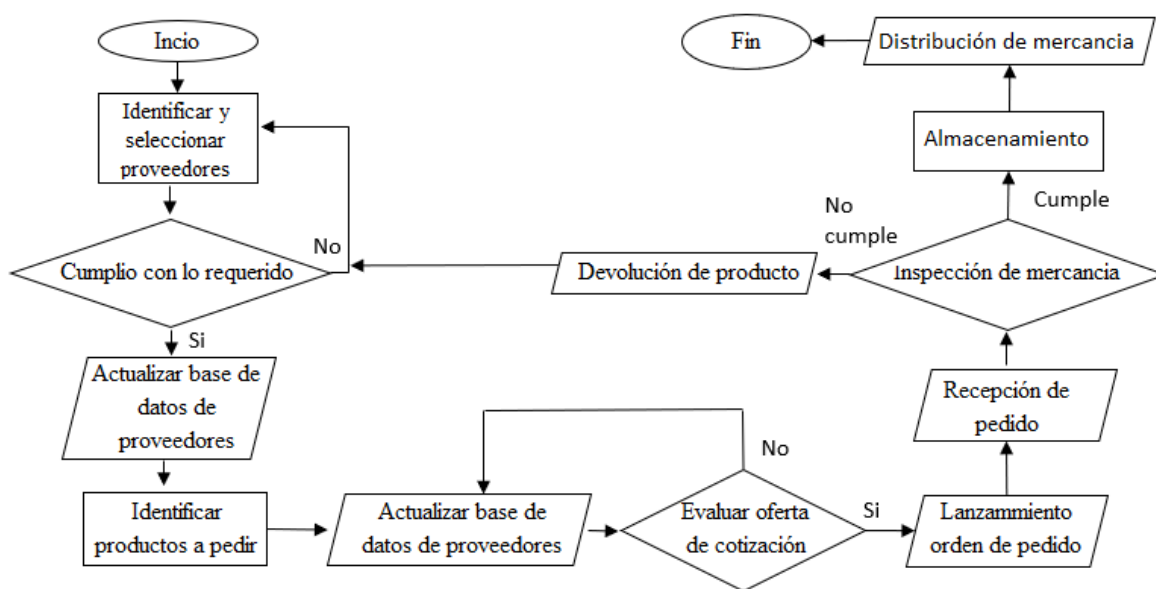 Incio
Identificar y
seleccionar
proveedores
Cumplio con lo requerido
No
Si
Actualizar base de
datos de
proveedores
Identificar
productos a pedir
Actualizar base de
datos de proveedores
Evaluar oferta
de cotización
No
Si
Lanzammiento
orden de pedido
Recepción de
pedido
Inspección de mercancia
No
cumple
Devolución de producto
Cumple
Almacenamiento
Distribución de mercancia
Fin